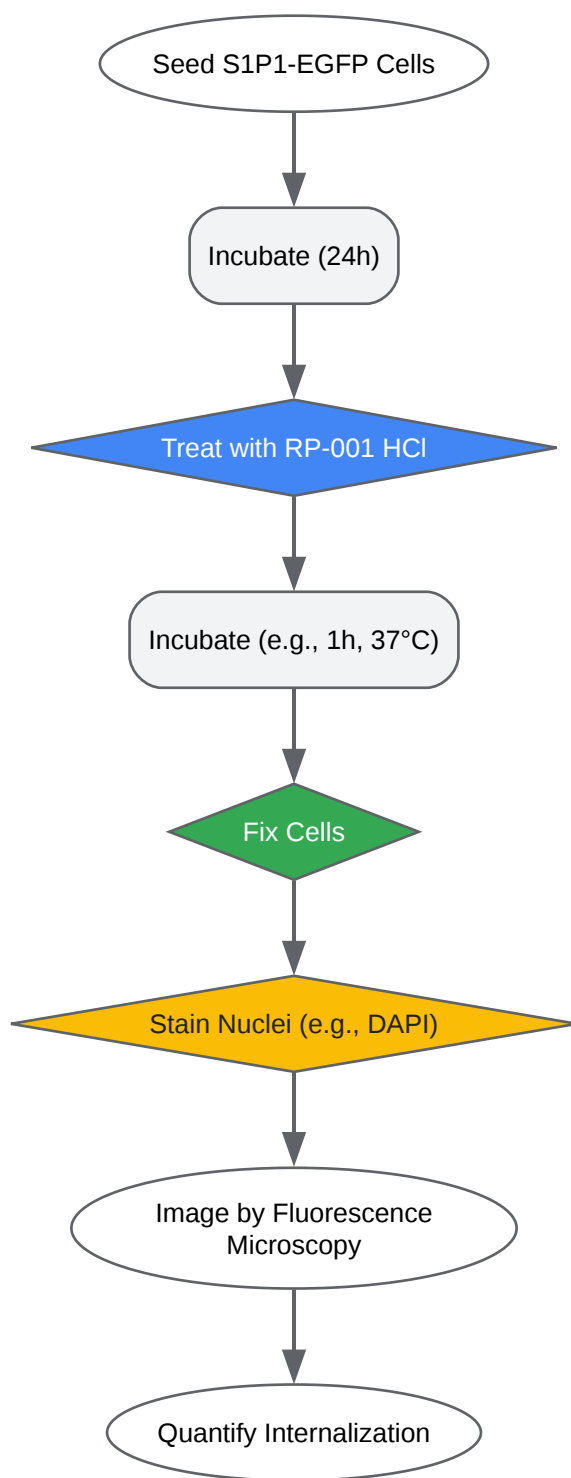 Seed S1P1-EGFP Cells
Incubate (24h)
Treat with RP-001 HCl
Incubate (e.g., 1h, 37°C)
Fix Cells
Stain Nuclei (e.g., DAPI)
Image by Fluorescence
Microscopy
Quantify Internalization